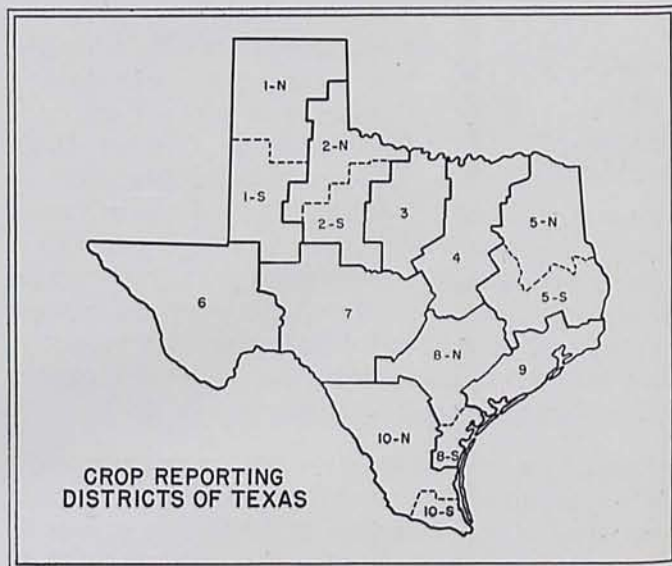 1-N
2-N
1-S
2-S
3
4
5-N
5-S
6
7
8-N
9
10-N
8-S
10-S
CROP REPORTING
DISTRICTS OF TEXAS